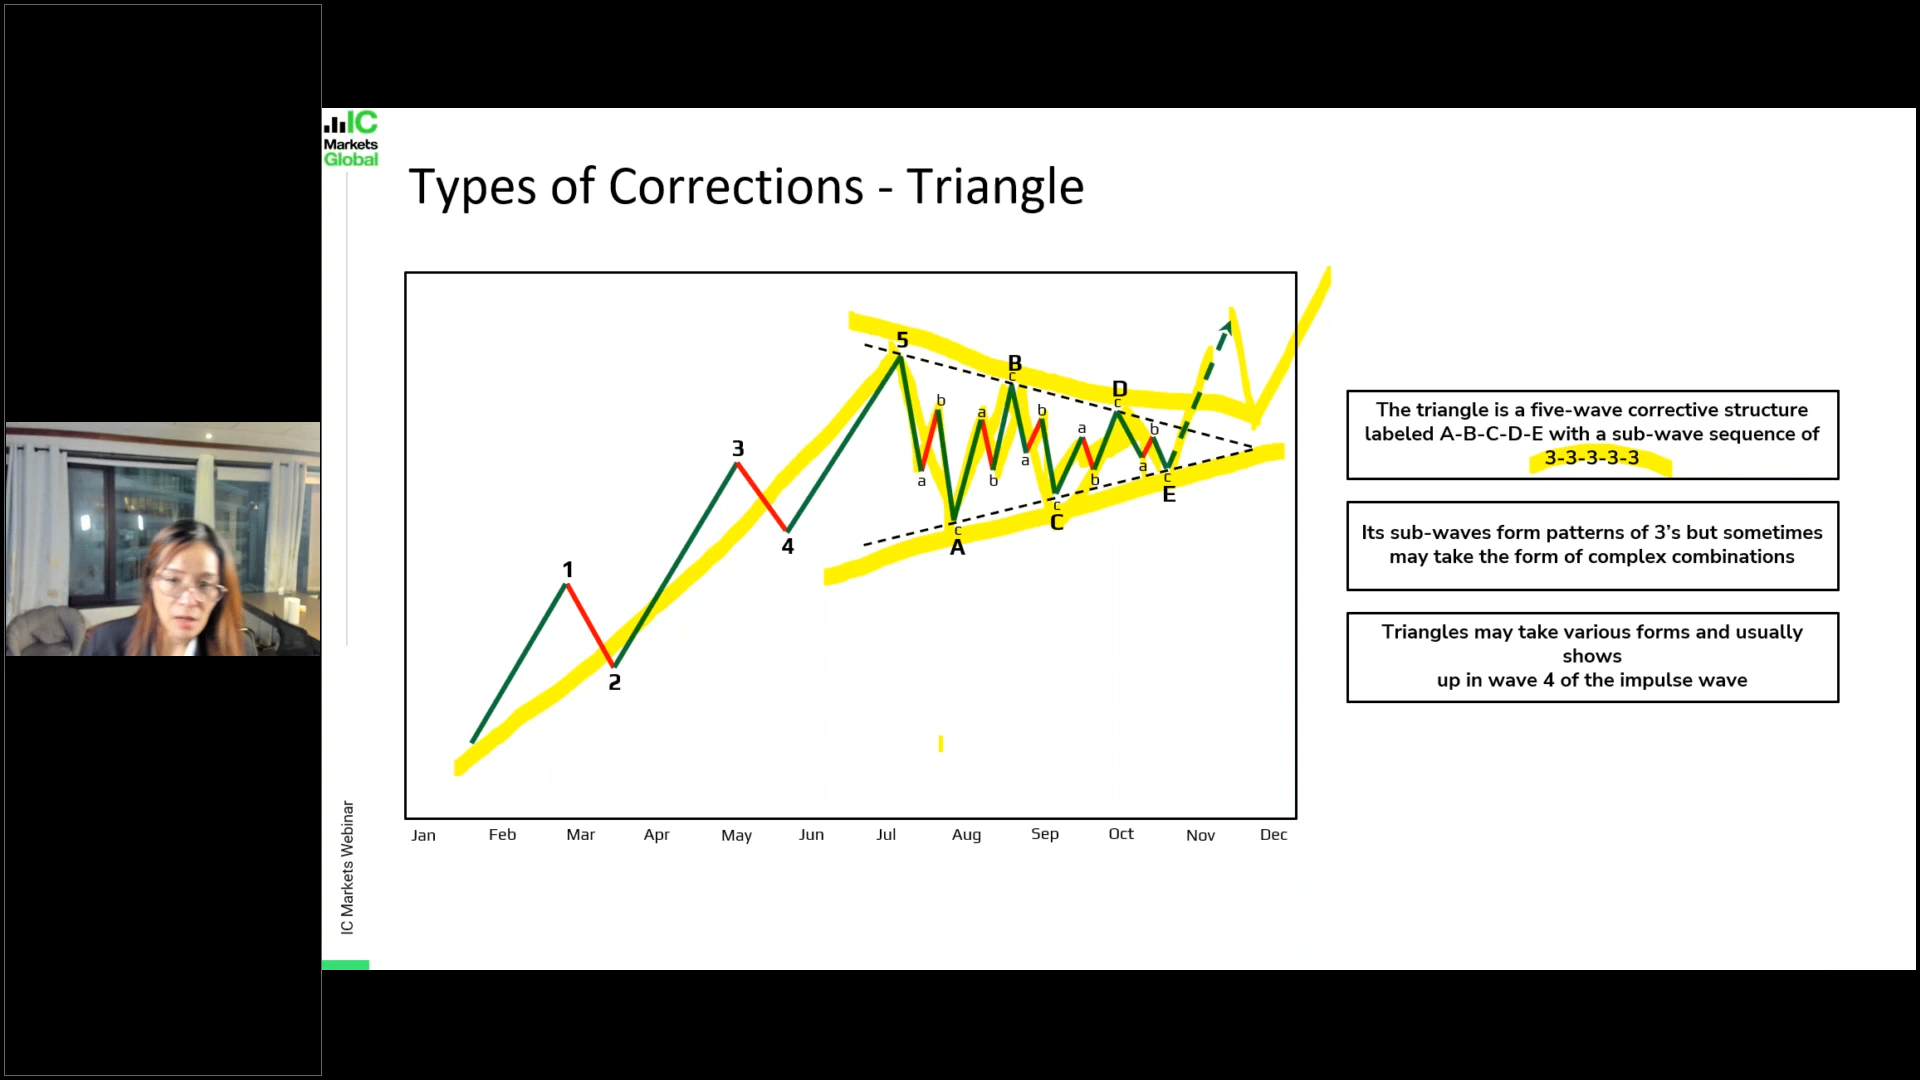 IC
Markets
Global
Types of Corrections - Triangle
5
B
c
D
c
b
a
b
a
b
3
a
a
b
a
b
c
E
4
c
A
c
C
1
2
The triangle is a five-wave corrective structure
labeled A-B-C-D-E with a sub-wave sequence of
3-3-3-3-3
Its sub-waves form patterns of 3’s but sometimes
may take the form of complex combinations
Triangles may take various forms and usually
shows
up in wave 4 of the impulse wave
Jan Feb Mar Apr May Jun Jul Aug Sep Oct Nov Dec
IC Markets Webinar